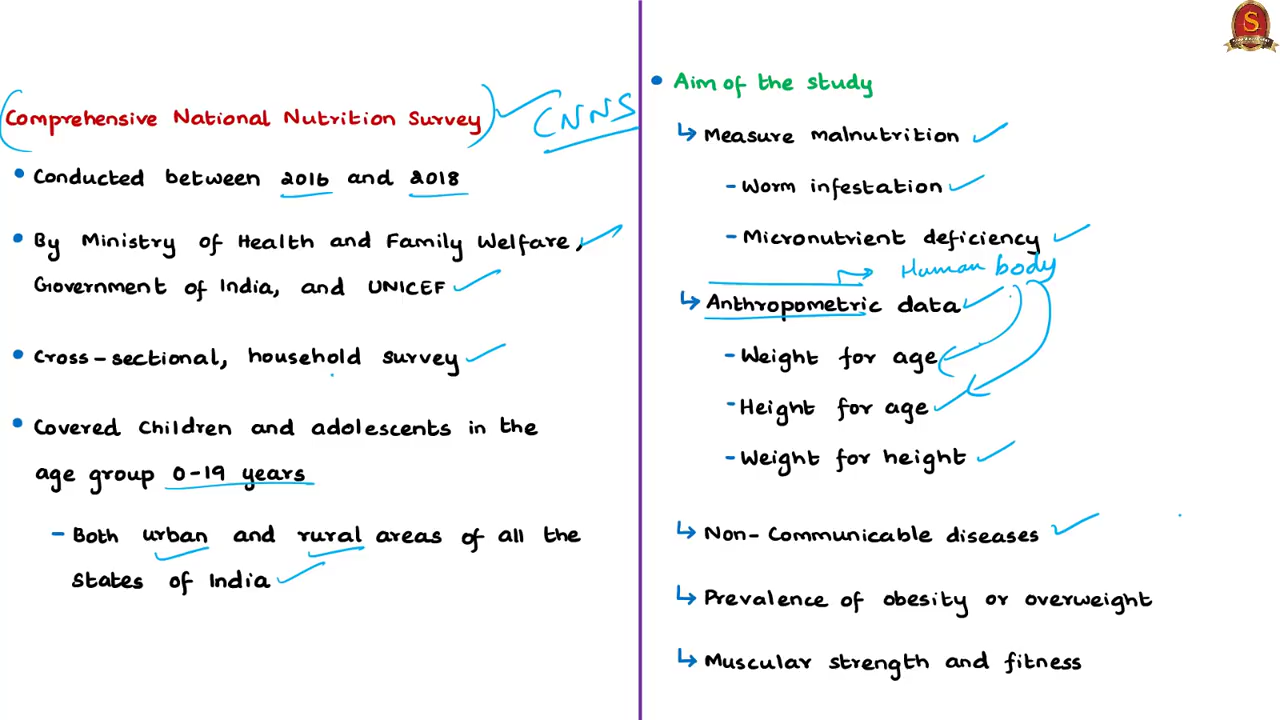 Comprehensive National Nutrition Survey
CNNS
• Conducted between 2016 and 2018
• By Ministry of Health and Family Welfare,
Government of India, and UNICEF
• Cross-sectional, household survey
• Covered Children and adolescents in the
age group 0-19 years
- Both urban and rural areas of all the
states of India
• Aim of the study
↳ Measure malnutrition
- Worm infestation
- Micronutrient deficiency
Human body
↳ Anthropometric data
- Weight for age
- Height for age
- Weight for height
↳ Non-Communicable diseases
↳ Prevalence of obesity or overweight
↳ Muscular strength and fitness
S